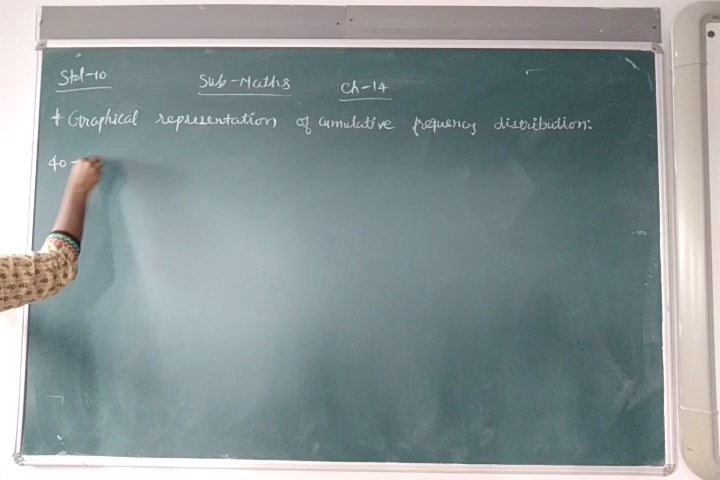 Std-10 Sub-Maths Ch-14
* Graphical representation of cumulative frequency distribution:
40-